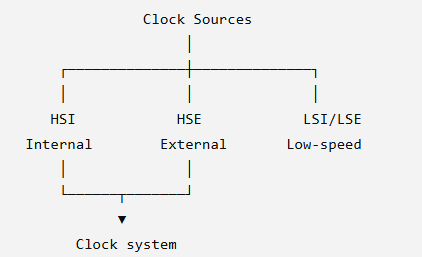 Clock Sources
HSI HSE LSI/LSE
Internal External Low-speed
Clock system